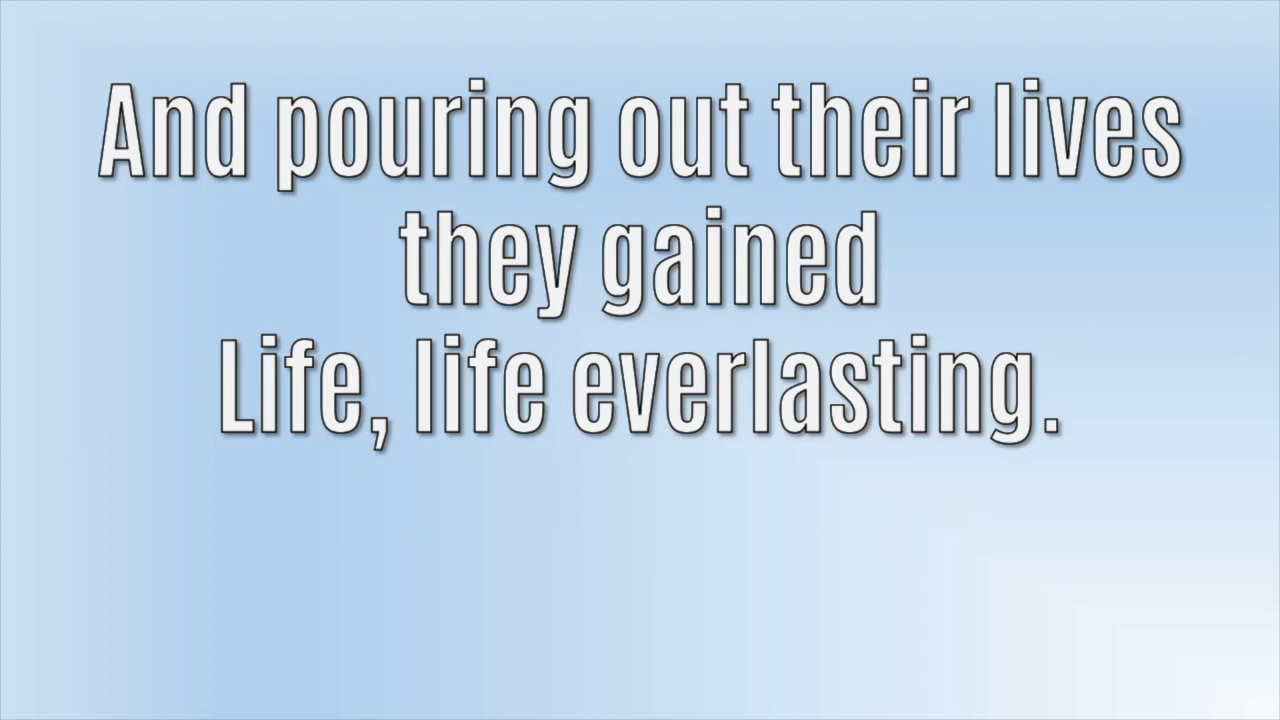 And pouring out their lives
they gained
Life, life everlasting.